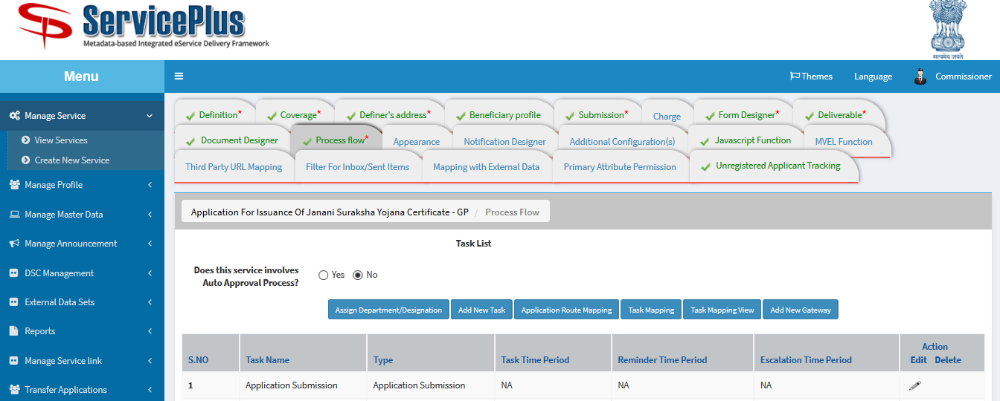 ServicePlus
Metadata-based Integrated eService Delivery Framework
सत्यमेव जयते
Menu
Themes Language Commissioner
Manage Service
View Services
Create New Service
Manage Profile
Manage Master Data
Manage Announcement
DSC Management
External Data Sets
Reports
Manage Service link
Transfer Applications
Definition* Coverage* Definer's address* Beneficiary profile Submission* Charge Form Designer* Deliverable*
Document Designer Process flow* Appearance Notification Designer Additional Configuration(s) Javascript Function MVEL Function
Third Party URL Mapping Filter For Inbox/Sent Items Mapping with External Data Primary Attribute Permission Unregistered Applicant Tracking
Application For Issuance Of Janani Suraksha Yojana Certificate - GP / Process Flow
Task List
Does this service involves
Auto Approval Process? Yes No
Assign Department/Designation Add New Task Application Route Mapping Task Mapping Task Mapping View Add New Gateway
Action
S.NO Task Name Type Task Time Period Reminder Time Period Escalation Time Period Edit Delete
1 Application Submission Application Submission NA NA NA